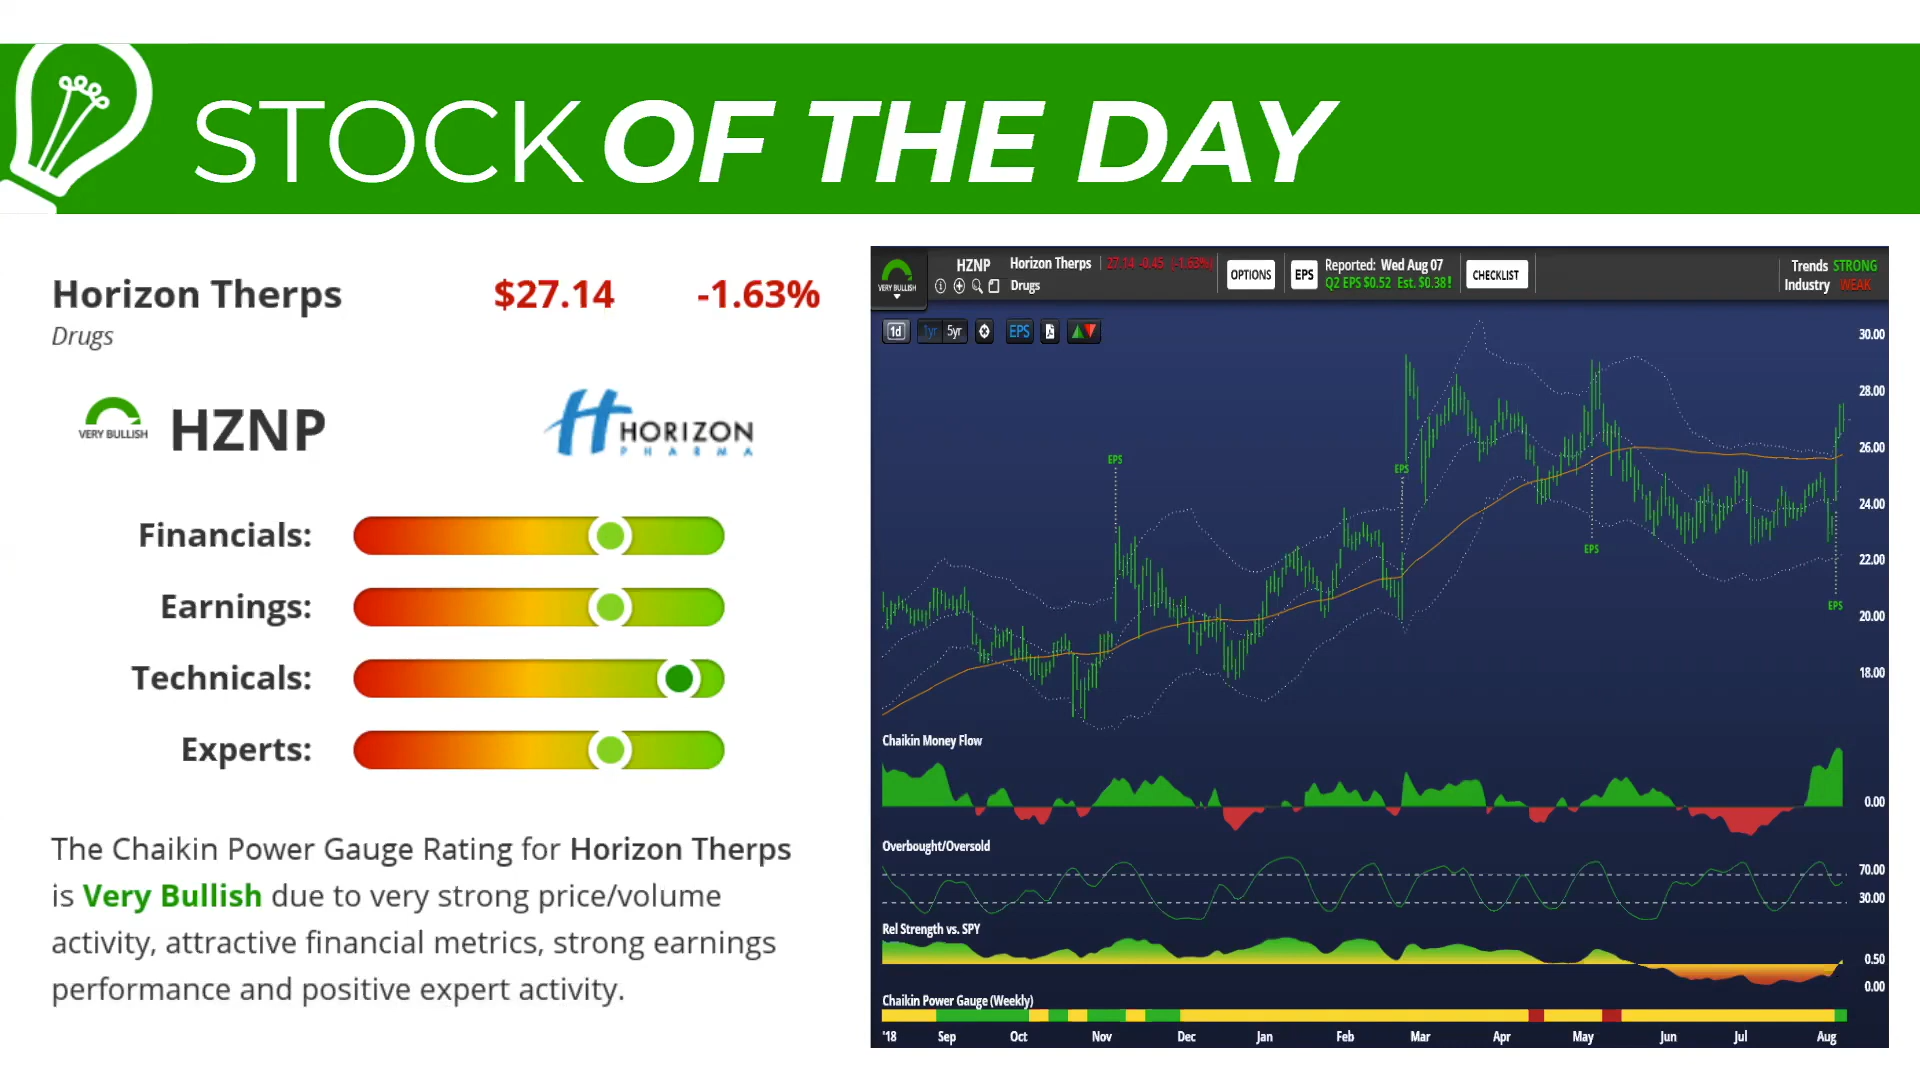 STOCK OF THE DAY
Horizon Therps $27.14 -1.63%
Drugs
VERY BULLISH HZNP
HORIZON
PHARMA
Financials:
Earnings:
Technicals:
Experts:
The Chaikin Power Gauge Rating for Horizon Therps
is Very Bullish due to very strong price/volume
activity, attractive financial metrics, strong earnings
performance and positive expert activity.
VERY BULLISH
HZNP Horizon Therps 27.14 -0.45 (-1.63%)
Drugs
OPTIONS
EPS
Reported: Wed Aug 07
Q2 EPS $0.52 Est. $0.38!
CHECKLIST
Trends STRONG
Industry WEAK
1d 1yr 5yr EPS
30.00
28.00
26.00
24.00
22.00
20.00
18.00
EPS
EPS
EPS
EPS
Chaikin Money Flow
0.00
Overbought/Oversold
70.00
30.00
Rel Strength vs. SPY
0.50
0.00
Chaikin Power Gauge (Weekly)
'18 Sep Oct Nov Dec Jan Feb Mar Apr May Jun Jul Aug